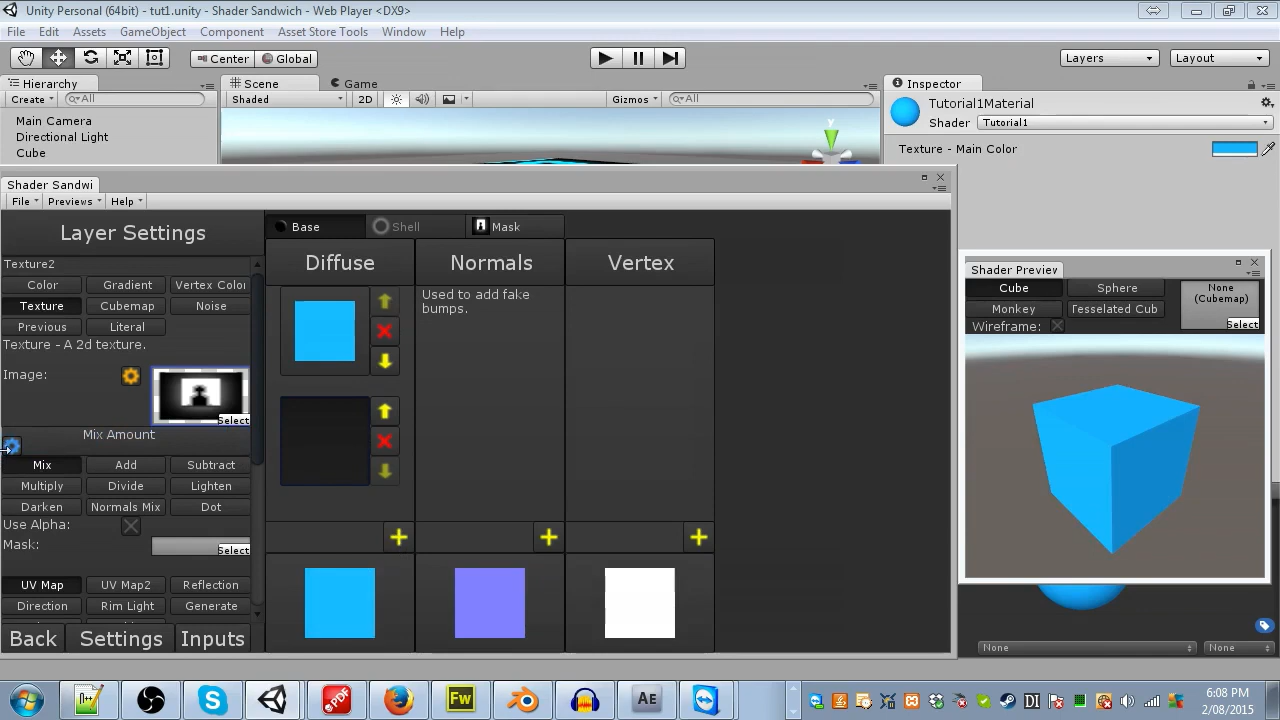 Unity Personal (64bit) - tut1.unity - Shader Sandwich - Web Player <DX9>
File Edit Assets GameObject Component Asset Store Tools Window Help
Center Global Layers Layout
Hierarchy
Create All
Main Camera
Directional Light
Cube
Scene Game
Shaded 2D Gizmos All
Inspector
Tutorial1Material
Shader Tutorial1
Texture - Main Color
Shader Sandwi
File Previews Help
Layer Settings
Texture2
Color Gradient Vertex Color
Texture Cubemap Noise
Previous Literal
Texture - A 2d texture.
Image:
Select
Mix Amount
Mix Add Subtract
Multiply Divide Lighten
Darken Normals Mix Dot
Use Alpha:
Mask:
Select
UV Map UV Map2 Reflection
Direction Rim Light Generate
Back Settings Inputs
Base Shell Mask
Diffuse Normals Vertex
Used to add fake
bumps.
Shader Preview
Cube Sphere
Monkey Tesselated Cub
Wireframe:
None
(Cubemap)
Select
None None
6:08 PM
2/08/2015